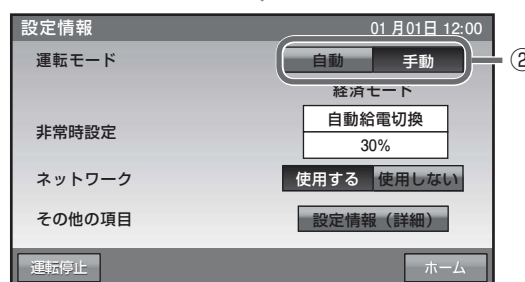 設定情報 01月01日 12:00
運転モード 自動 手動 ②
経済モード
非常時設定 自動給電切換
30%
ネットワーク 使用する 使用しない
その他の項目 設定情報（詳細）
運転停止 ホーム